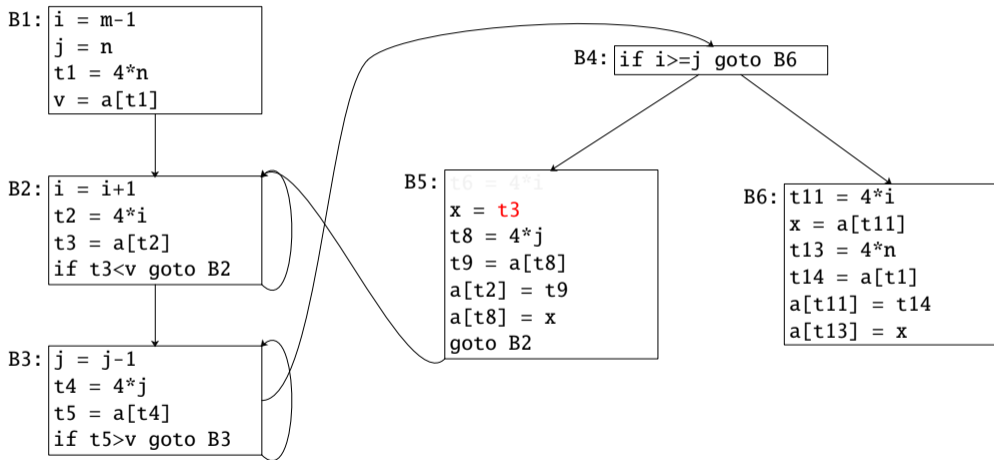 B1: i = m-1
j = n
t1 = 4*n
v = a[t1]
B2: i = i+1
t2 = 4*i
t3 = a[t2]
if t3<v goto B2
B3: j = j-1
t4 = 4*j
t5 = a[t4]
if t5>v goto B3
B4: if i>=j goto B6
B5: t6 = 4*i
x = t3
t8 = 4*j
t9 = a[t8]
a[t2] = t9
a[t8] = x
goto B2
B6: t11 = 4*i
x = a[t11]
t13 = 4*n
t14 = a[t1]
a[t11] = t14
a[t13] = x